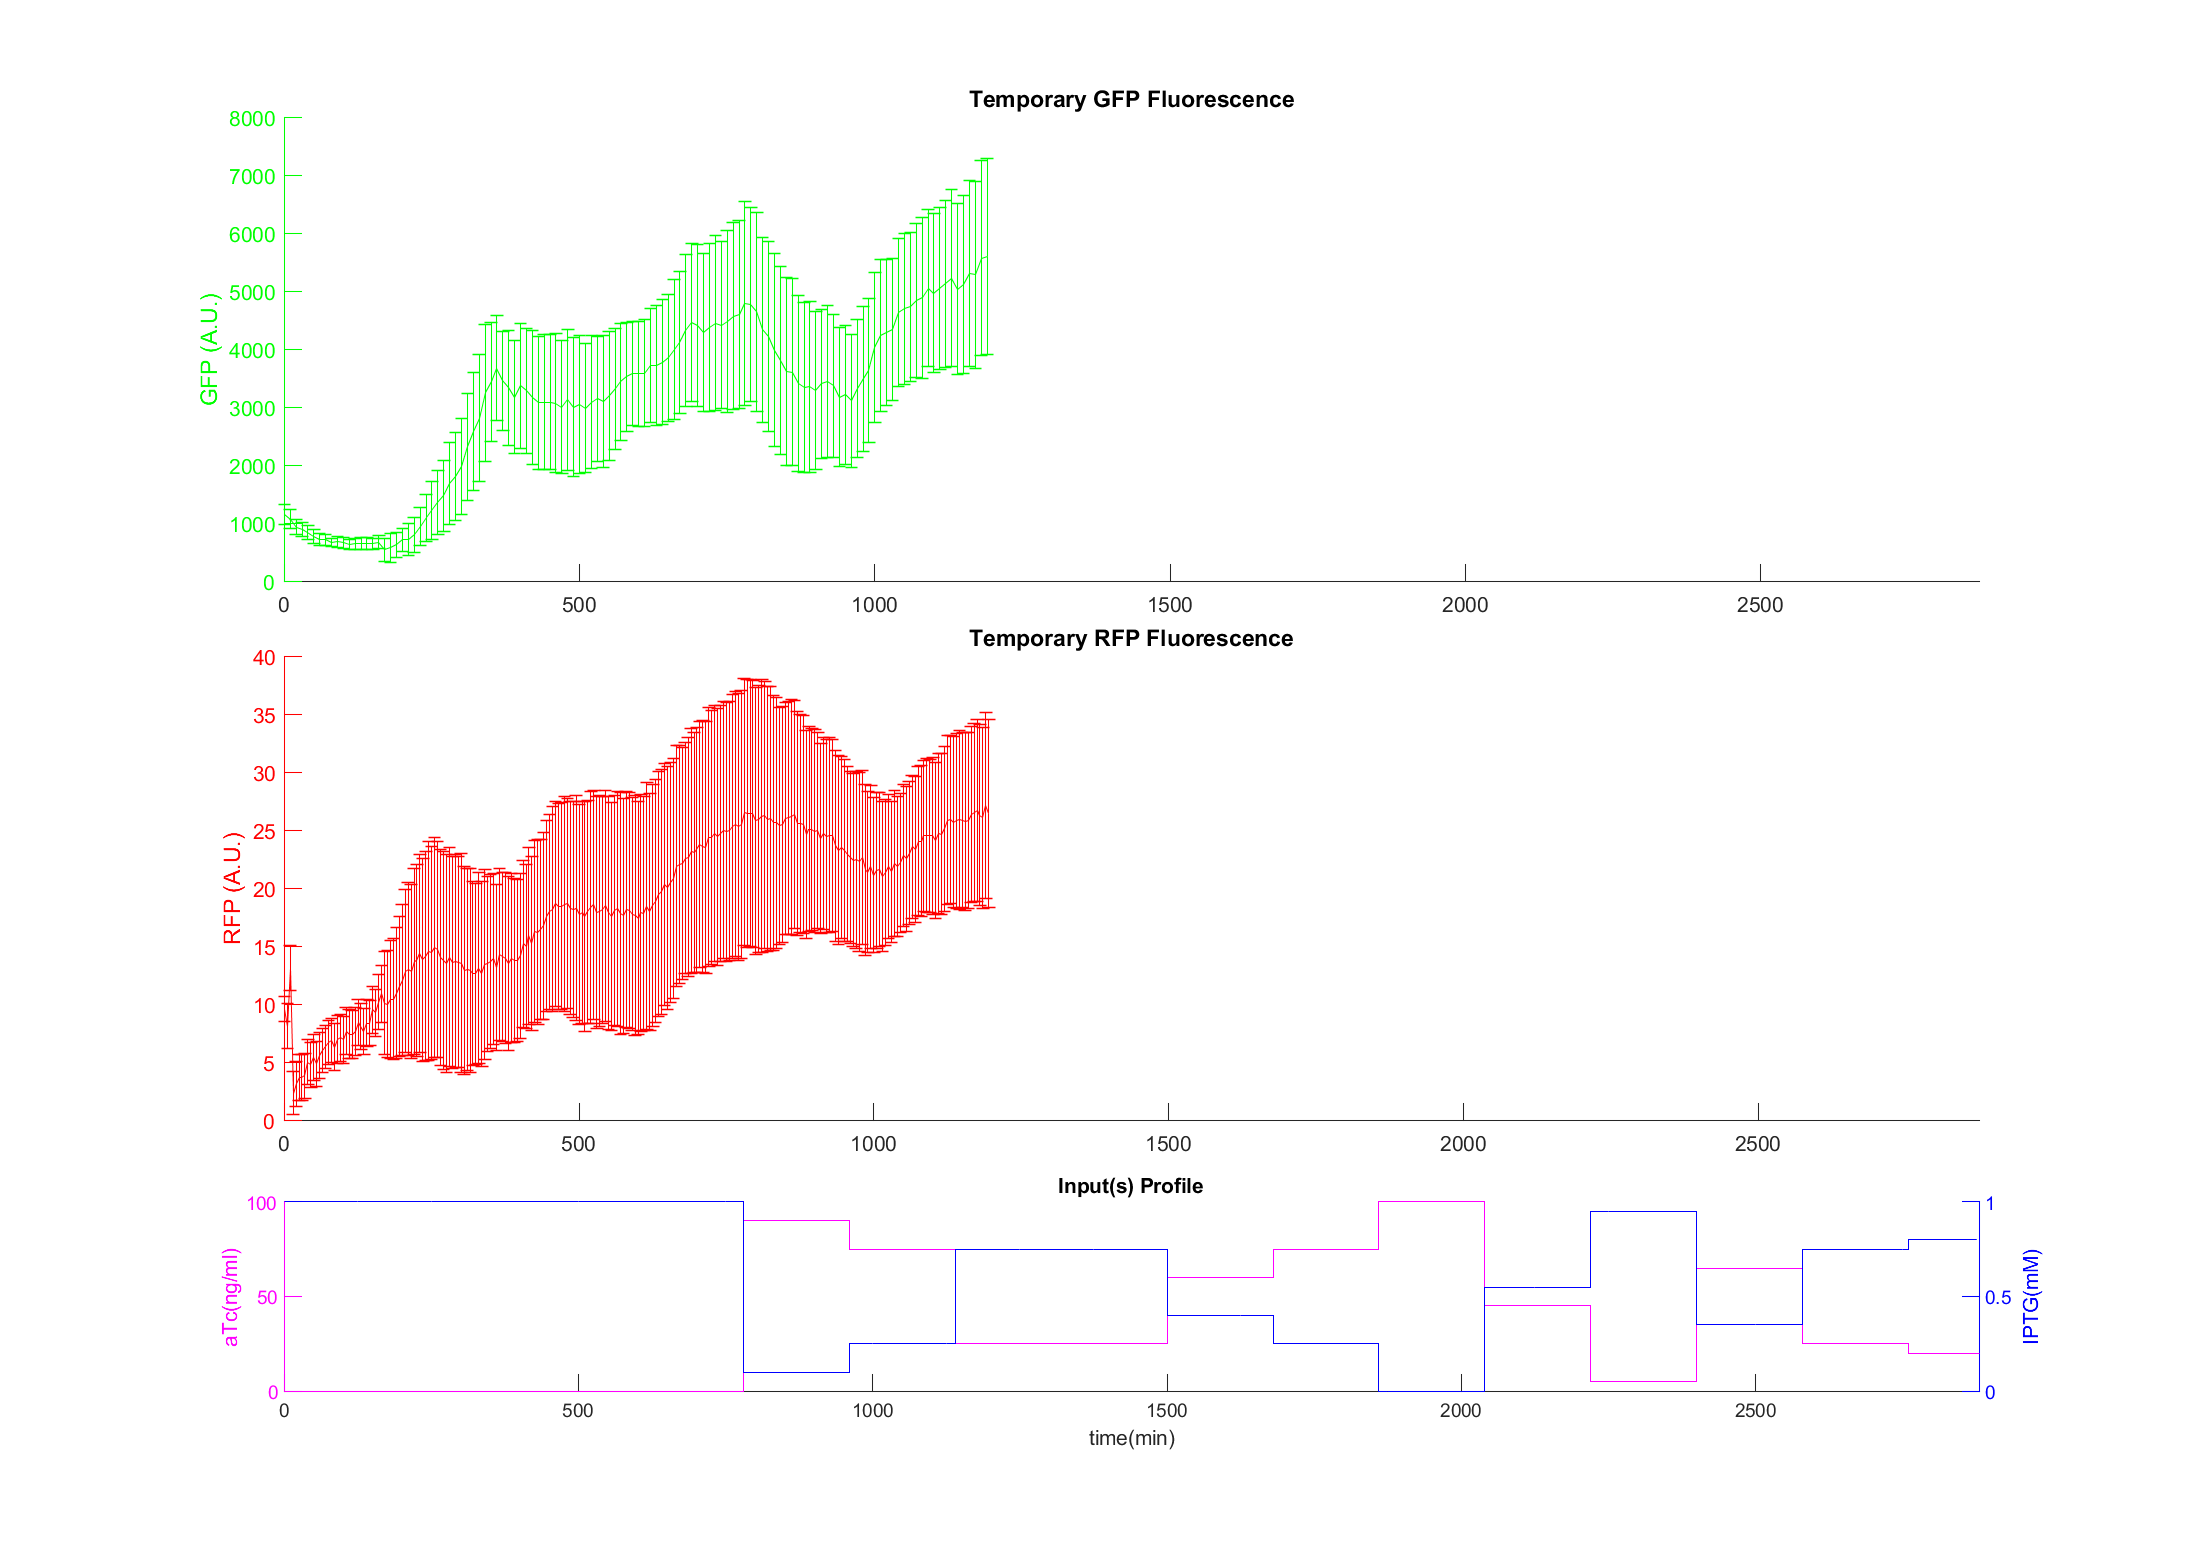 Temporary GFP Fluorescence
8000
7000
6000
5000
4000
3000
2000
1000
0
GFP (A.U.)
0 500 1000 1500 2000 2500
Temporary RFP Fluorescence
40
35
30
25
20
15
10
5
0
RFP (A.U.)
0 500 1000 1500 2000 2500
Input(s) Profile
100
50
0
aTc(ng/ml)
1
0.5
0
IPTG(mM)
0 500 1000 1500 2000 2500
time(min)